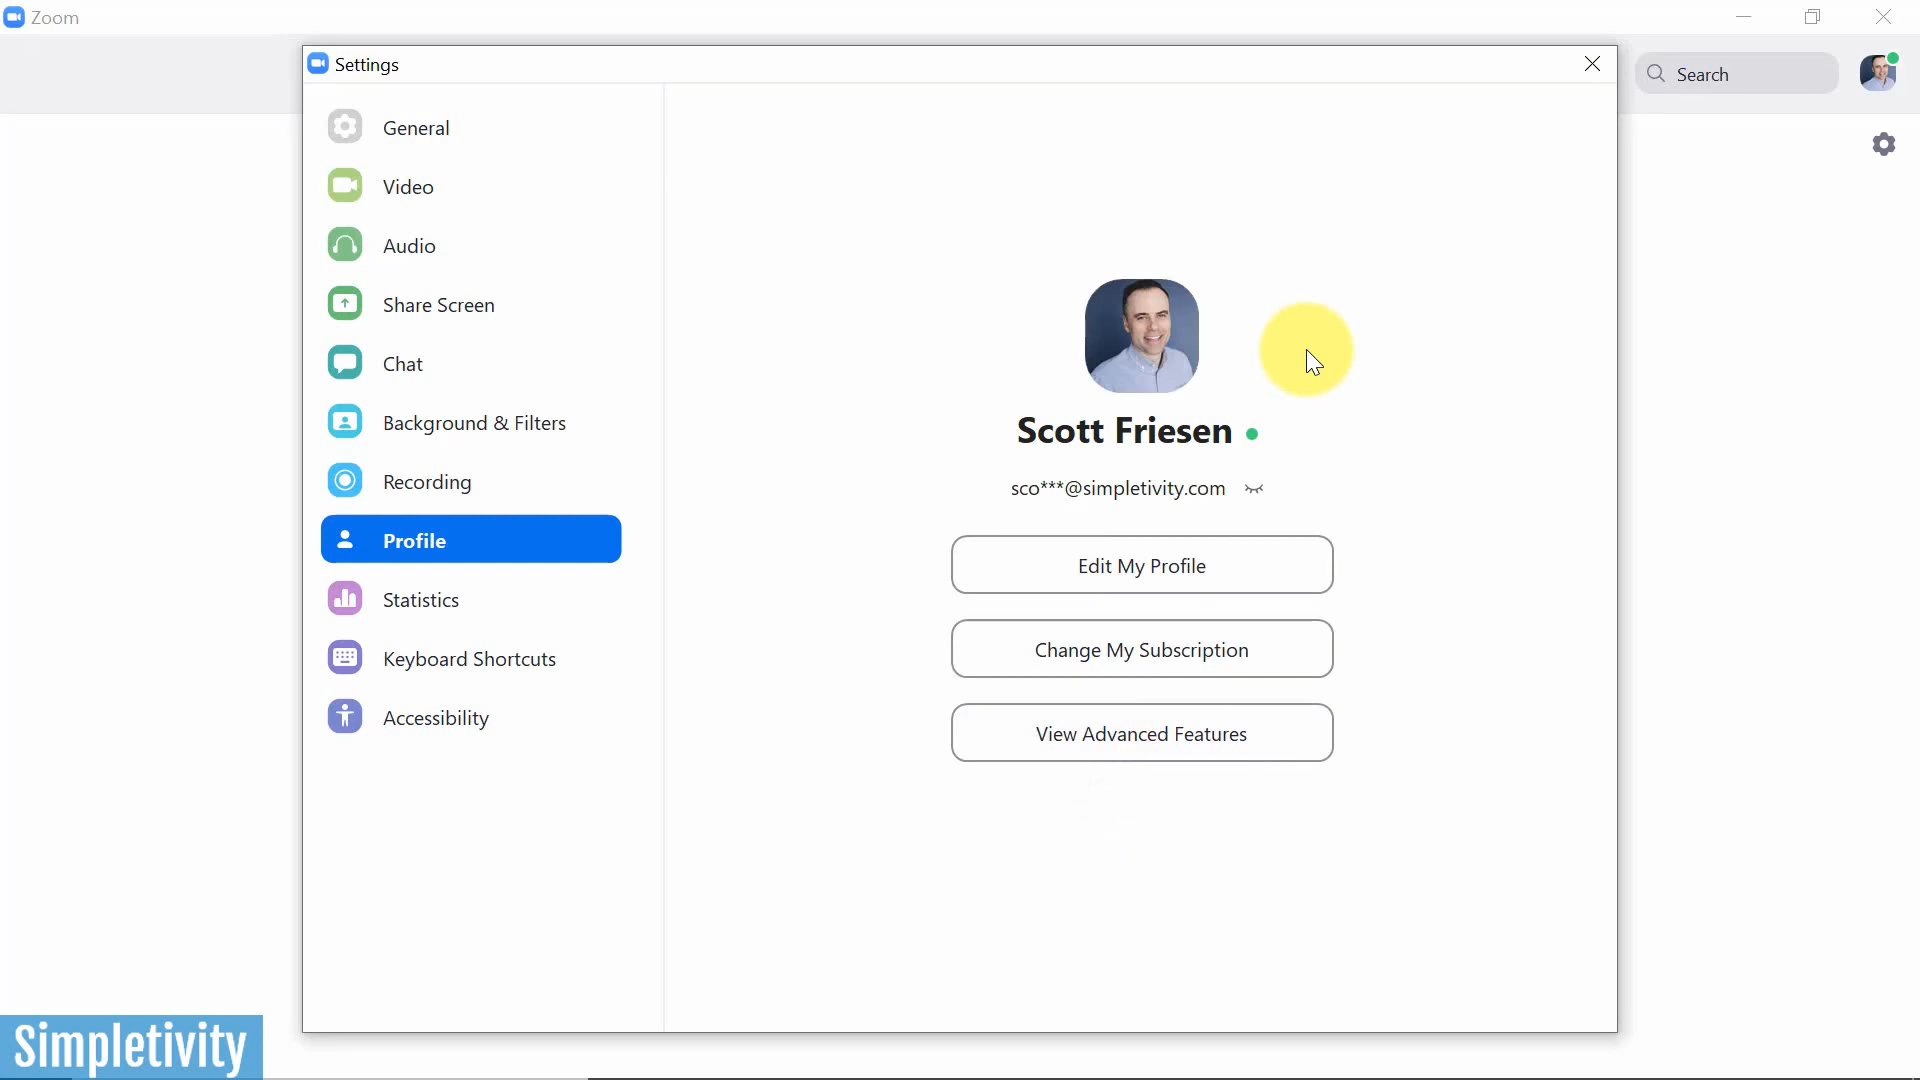 Zoom
Settings
Search
General
Video
Audio
Share Screen
Chat
Background & Filters
Recording
Profile
Statistics
Keyboard Shortcuts
Accessibility
Scott Friesen
sco***@simpletivity.com
Edit My Profile
Change My Subscription
View Advanced Features
Simpletivity